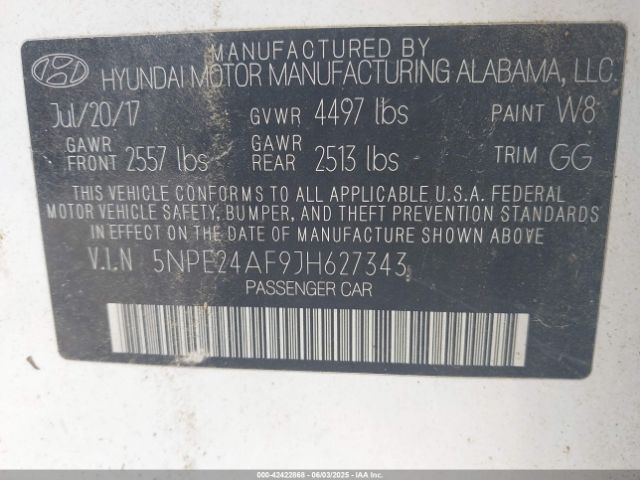 MANUFACTURED BY
HYUNDAI MOTOR MANUFACTURING ALABAMA, LLC.
Jul/20/17 GVWR 4497 lbs PAINT W8
GAWR FRONT 2557 lbs GAWR REAR 2513 lbs TRIM GG
THIS VEHICLE CONFORMS TO ALL APPLICABLE U.S.A. FEDERAL
MOTOR VEHICLE SAFETY, BUMPER, AND THEFT PREVENTION STANDARDS
IN EFFECT ON THE DATE OF MANUFACTURE SHOWN ABOVE.
V.I.N 5NPE24AF9JH627343
PASSENGER CAR
000-42422868 - 06/03/2025 - IAAI.COM